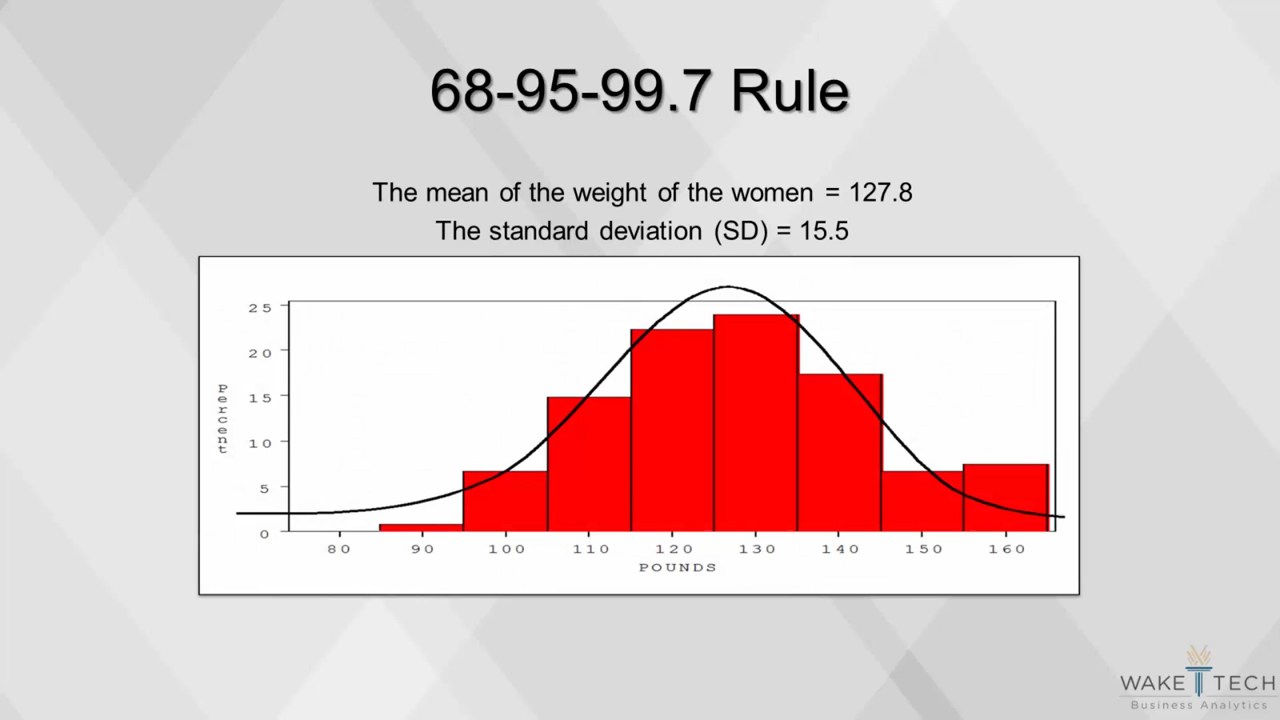 68-95-99.7 Rule
The mean of the weight of the women = 127.8
The standard deviation (SD) = 15.5
25
20
15
10
5
0
Percent
80 90 100 110 120 130 140 150 160
POUNDS
WAKE TECH
Business Analytics